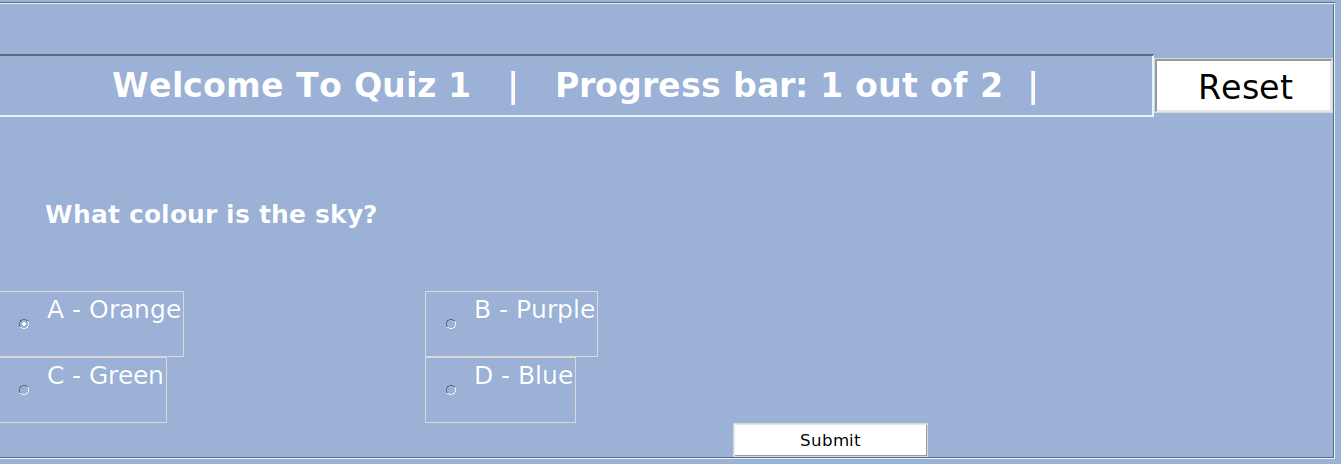 Welcome To Quiz 1 | Progress bar: 1 out of 2 |
Reset
What colour is the sky?
A - Orange
B - Purple
C - Green
D - Blue
Submit